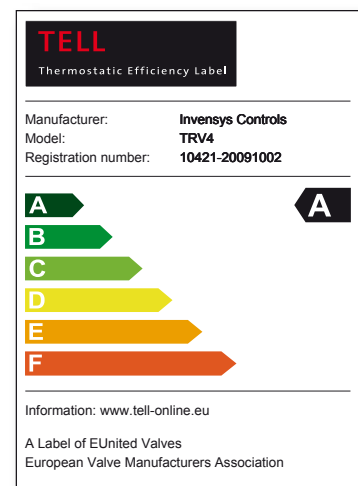 TELL
Thermostatic Efficiency Label
Manufacturer: Invensys Controls
Model: TRV4
Registration number: 10421-20091002
A A
B
C
D
E
F
Information: www.tell-online.eu
A Label of EUnited Valves
European Valve Manufacturers Association